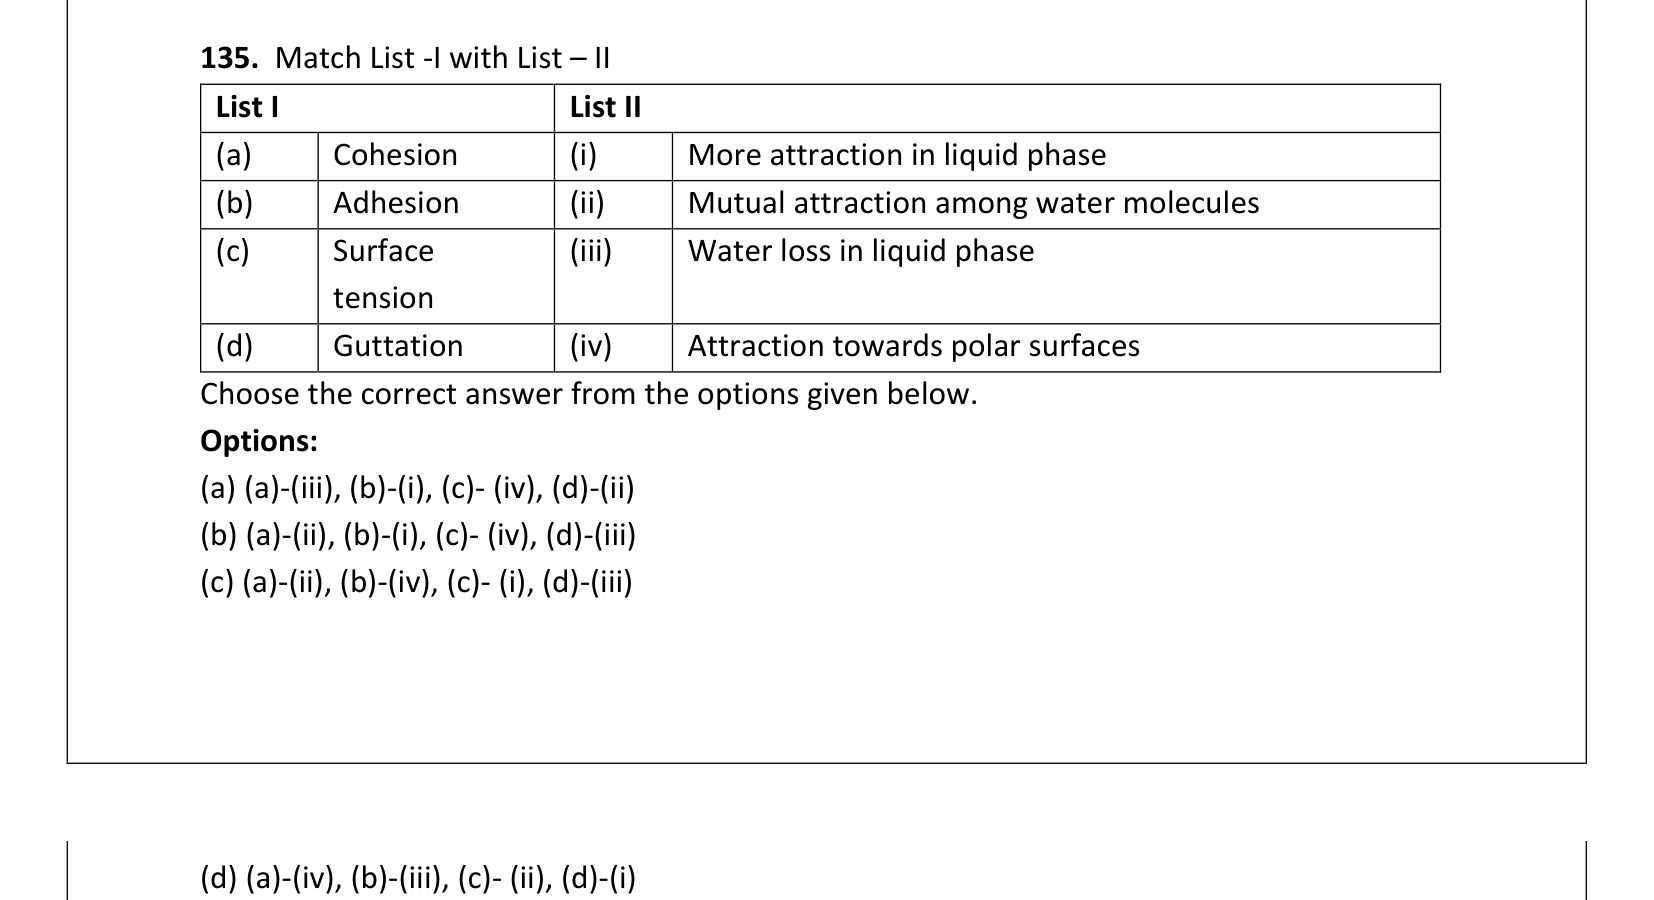 135. Match List -I with List – II
List I List II
(a) Cohesion (i) More attraction in liquid phase
(b) Adhesion (ii) Mutual attraction among water molecules
(c) Surface (iii) Water loss in liquid phase
tension
(d) Guttation (iv) Attraction towards polar surfaces
Choose the correct answer from the options given below.
Options:
(a) (a)-(iii), (b)-(i), (c)- (iv), (d)-(ii)
(b) (a)-(ii), (b)-(i), (c)- (iv), (d)-(iii)
(c) (a)-(ii), (b)-(iv), (c)- (i), (d)-(iii)
(d) (a)-(iv), (b)-(iii), (c)- (ii), (d)-(i)